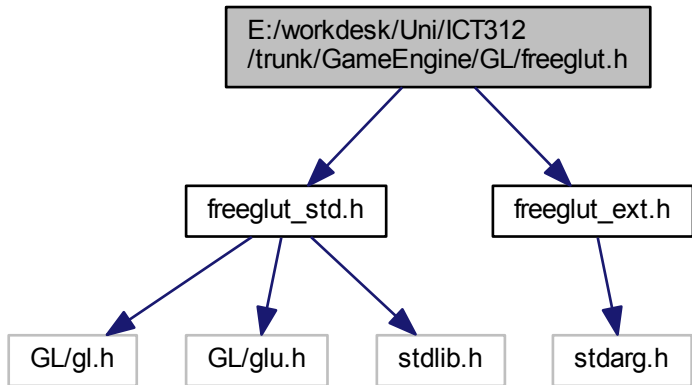 E:/workdesk/Uni/ICT312
/trunk/GameEngine/GL/freeglut.h
freeglut_std.h
freeglut_ext.h
GL/gl.h
GL/glu.h
stdlib.h
stdarg.h